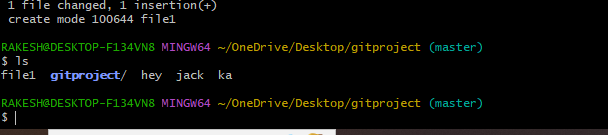 1 file changed, 1 insertion(+)
create mode 100644 file1
RAKESH@DESKTOP-F134VN8 MINGW64 ~/OneDrive/Desktop/gitproject (master)
$ ls
file1 gitproject/ hey jack ka
RAKESH@DESKTOP-F134VN8 MINGW64 ~/OneDrive/Desktop/gitproject (master)
$